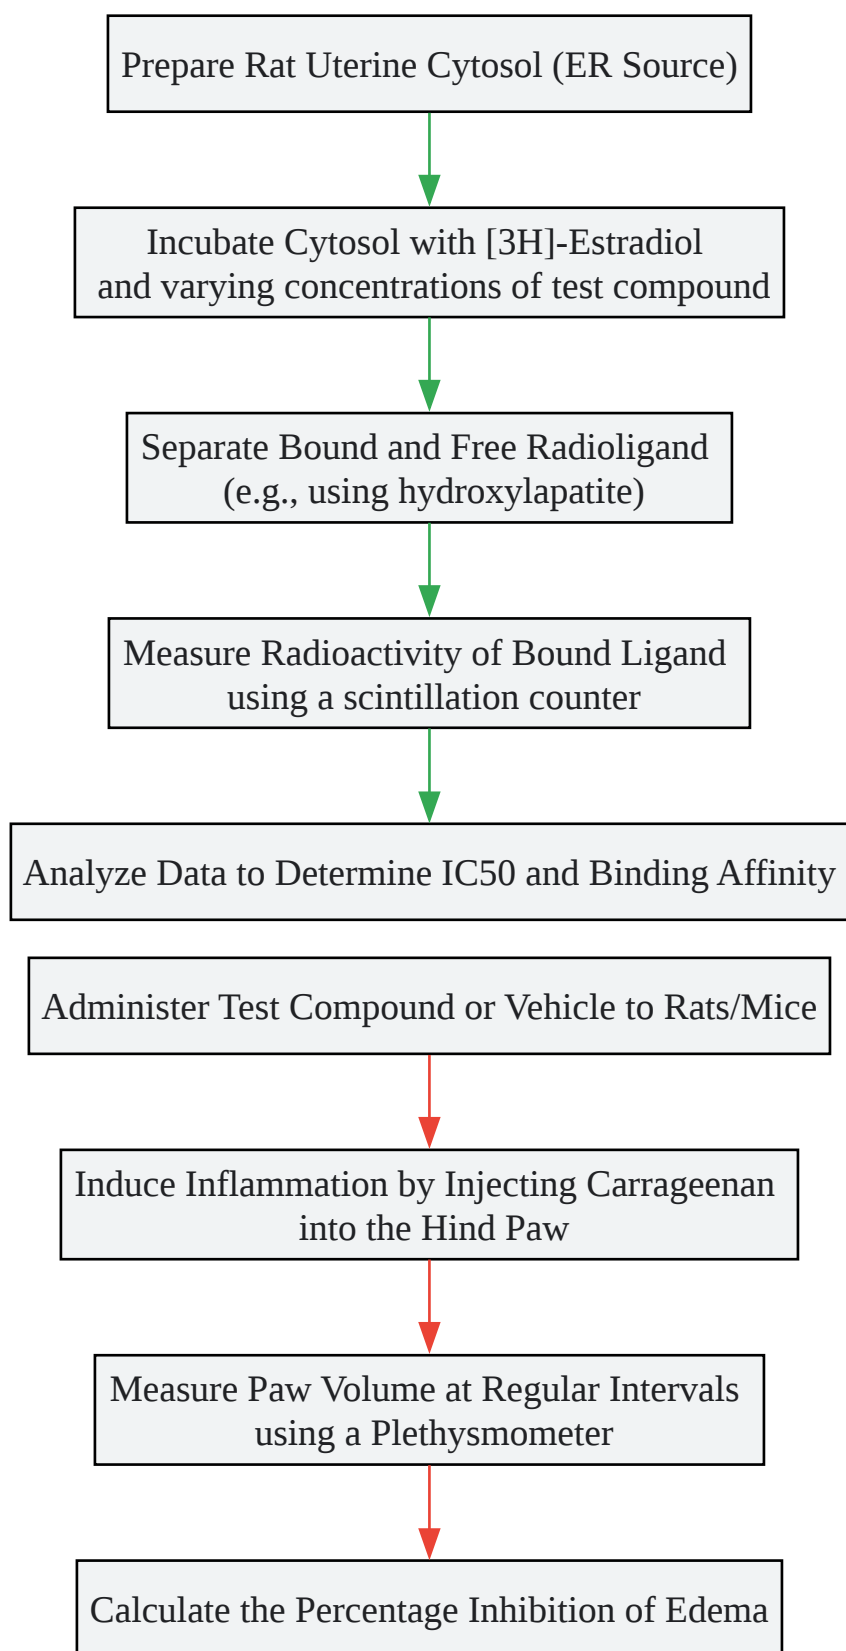 Prepare Rat Uterine Cytosol (ER Source)
Incubate Cytosol with [3H]-Estradiol
and varying concentrations of test compound
Separate Bound and Free Radioligand
(e.g., using hydroxylapatite)
Measure Radioactivity of Bound Ligand
using a scintillation counter
Analyze Data to Determine IC50 and Binding Affinity
Administer Test Compound or Vehicle to Rats/Mice
Induce Inflammation by Injecting Carrageenan
into the Hind Paw
Measure Paw Volume at Regular Intervals
using a Plethysmometer
Calculate the Percentage Inhibition of Edema